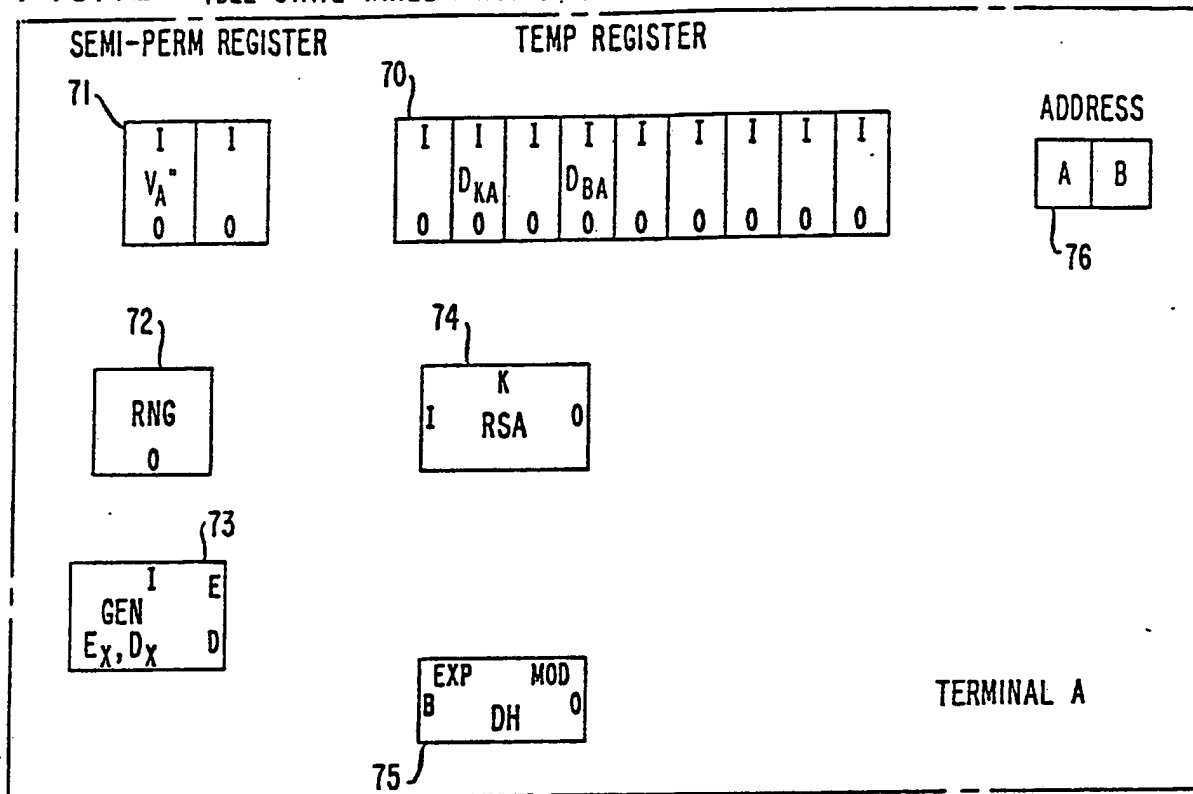 SEMI-PERM REGISTER
TEMP REGISTER
71
70
ADDRESS
I I
I I I I I I I I I
V_A"
D_KA D_BA
A B
0 0
0 0 0 0 0 0 0 0 0
76
72
74
RNG
0
K
I RSA 0
73
I E
GEN
E_X, D_X D
EXP MOD
B DH 0
TERMINAL A
75